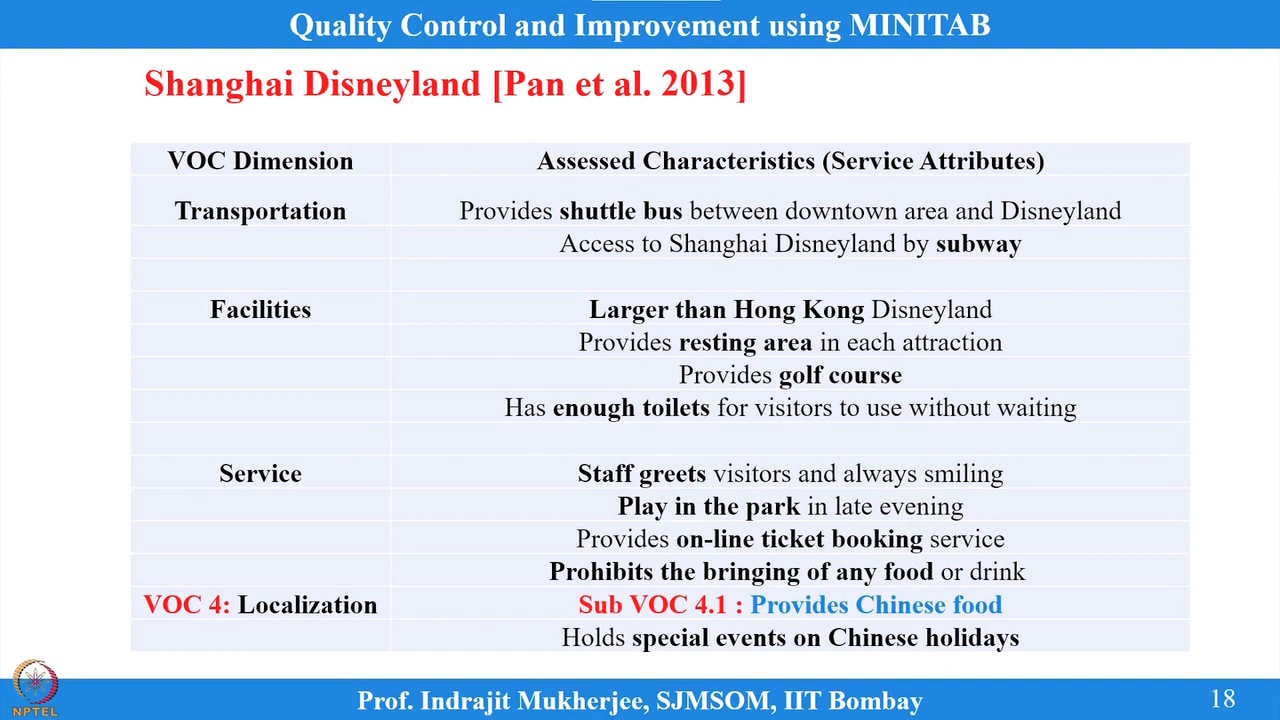 Quality Control and Improvement using MINITAB
Shanghai Disneyland [Pan et al. 2013]
VOC Dimension Assessed Characteristics (Service Attributes)
Transportation Provides shuttle bus between downtown area and Disneyland
Access to Shanghai Disneyland by subway
Facilities Larger than Hong Kong Disneyland
Provides resting area in each attraction
Provides golf course
Has enough toilets for visitors to use without waiting
Service Staff greets visitors and always smiling
Play in the park in late evening
Provides on-line ticket booking service
Prohibits the bringing of any food or drink
VOC 4: Localization Sub VOC 4.1 : Provides Chinese food
Holds special events on Chinese holidays
NPTEL
Prof. Indrajit Mukherjee, SJMSOM, IIT Bombay
18